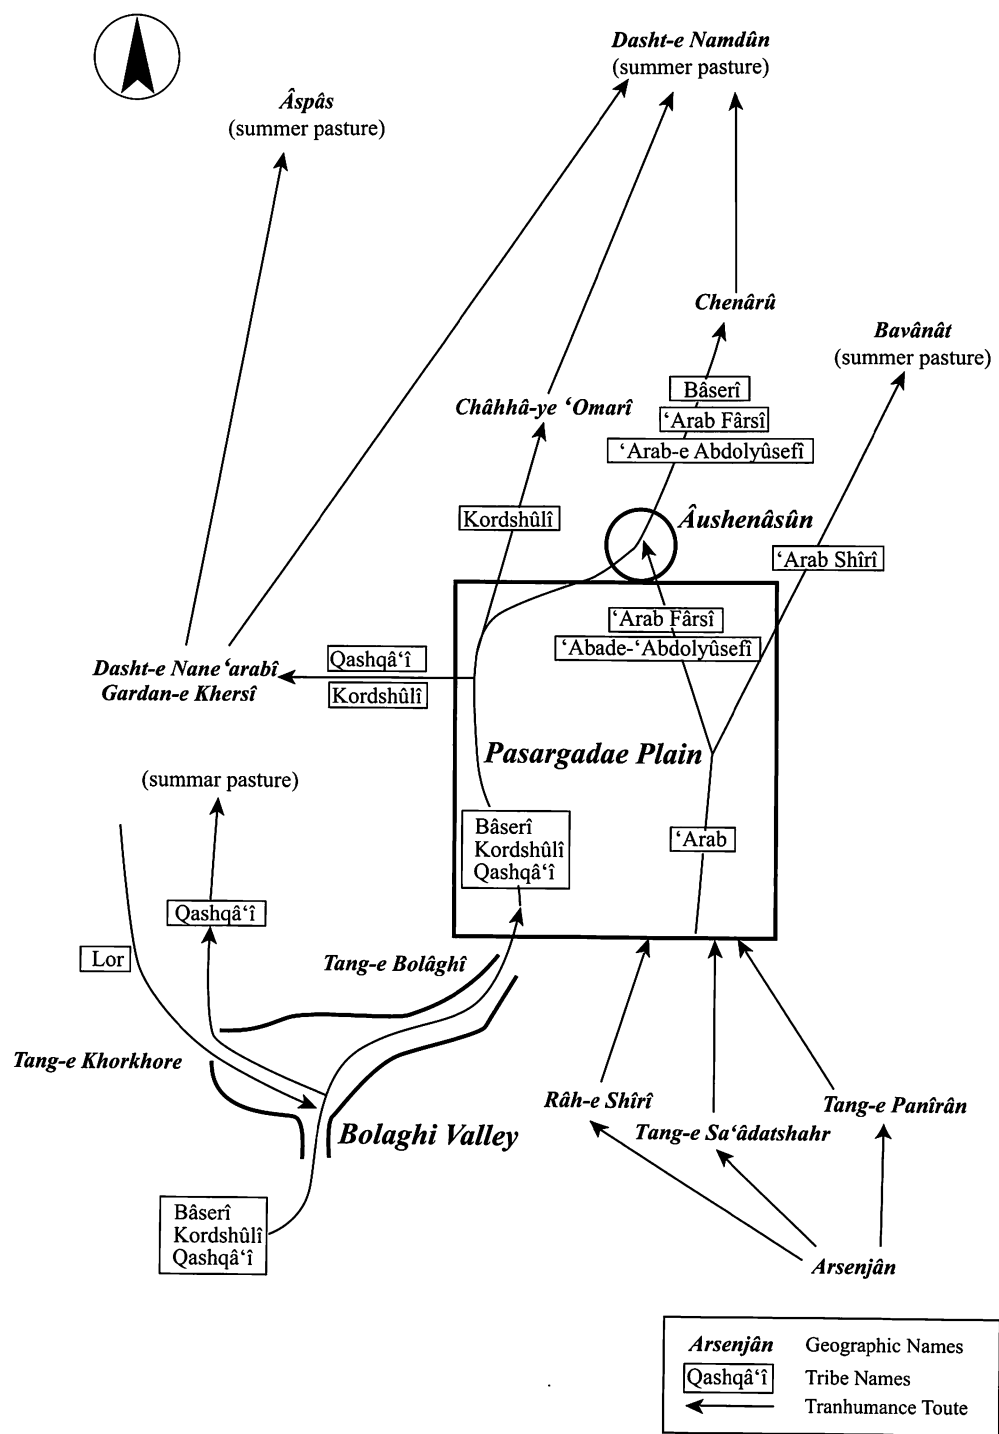 Dasht-e Namdûn
(summer pasture)
Âspâs
(summer pasture)
Chenârû
Bavânât
(summer pasture)
Bâserî
Châhhâ-ye ‘Omarî
‘Arab Fârsî
‘Arab-e Abdolyûsefî
Kordshûlî
Âushenâsûn
‘Arab Shîrî
‘Arab Fârsî
‘Abade-‘Abdolyûsefî
Qashqâ‘î
Dasht-e Nane ‘arabî
Gardan-e Khersî
Kordshûlî
Pasargadae Plain
(summar pasture)
Bâserî
Kordshûlî
Qashqâ‘î
‘Arab
Qashqâ‘î
Lor
Tang-e Bolâghî
Tang-e Khorkhore
Râh-e Shîrî
Tang-e Panîrân
Tang-e Sa‘âdatshahr
Bolaghi Valley
Bâserî
Kordshûlî
Qashqâ‘î
Arsenjân
Arsenjân Geographic Names
Qashqâ‘î Tribe Names
Tranhumance Toute